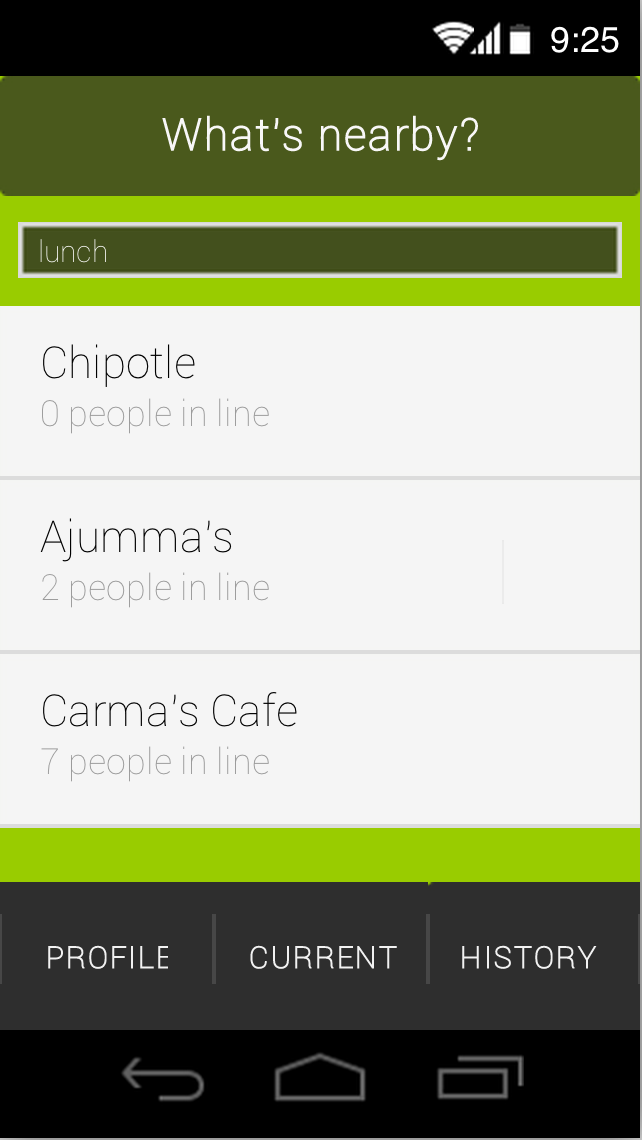 9:25
What's nearby?
lunch
Chipotle
0 people in line
Ajumma's
2 people in line
Carma's Cafe
7 people in line
PROFILE
CURRENT
HISTORY